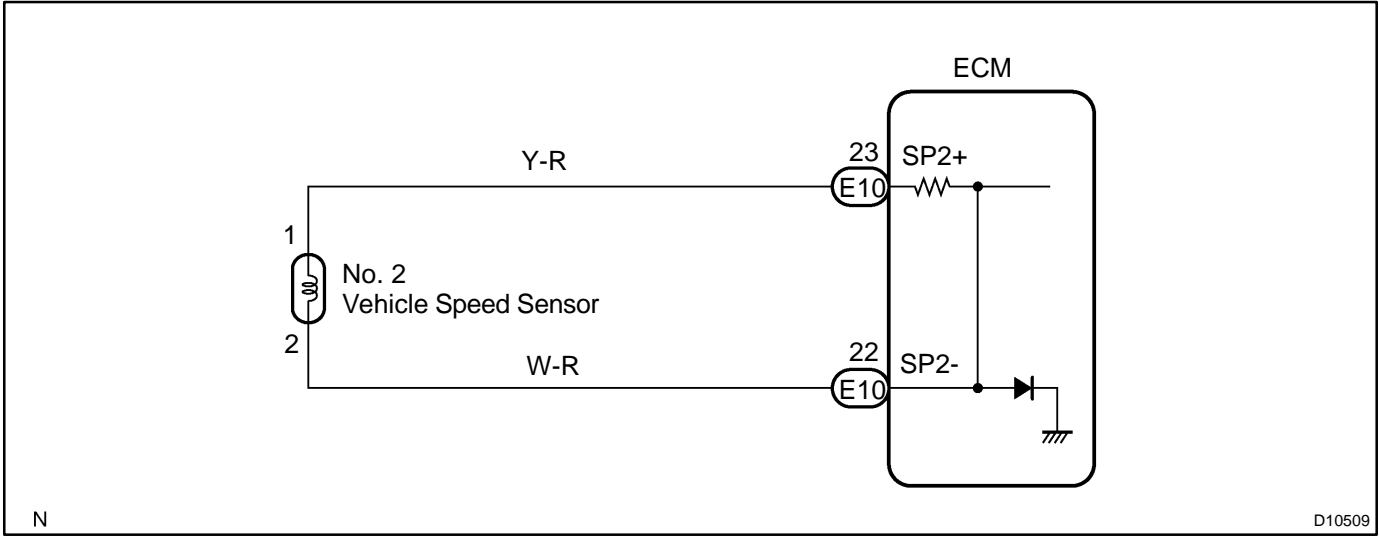 ECM
Y-R
23
SP2+
E10
1
No. 2
Vehicle Speed Sensor
2
W-R
22
SP2-
E10
N
D10509